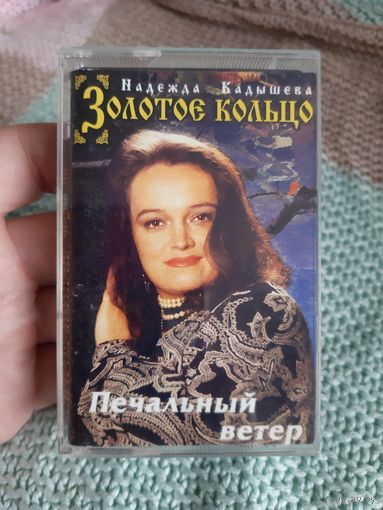 Надежда Кадышева
Золотое кольцо
Печальный
ветер